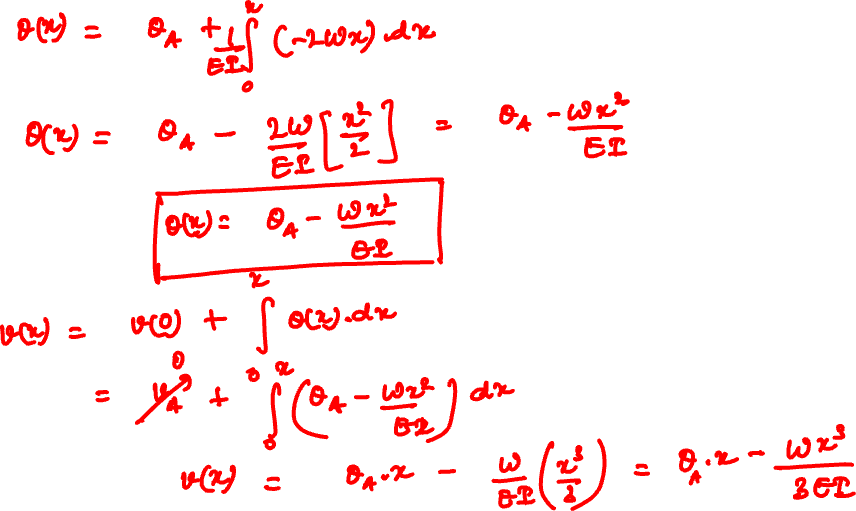 θ(x) = θ_A + 1/EI ∫₀ˣ (-2Wx).dx
θ(x) = θ_A - 2W/EI [x²/2] = θ_A - Wx²/EI
θ(x) = θ_A - Wx²/EI
v(x) = v(0) + ∫₀ˣ θ(x).dx
= v_A 0 + ∫₀ˣ (θ_A - Wx²/EI) dx
v(x) = θ_A.x - W/EI (x³/3) = θ_A.x - Wx³/3EI